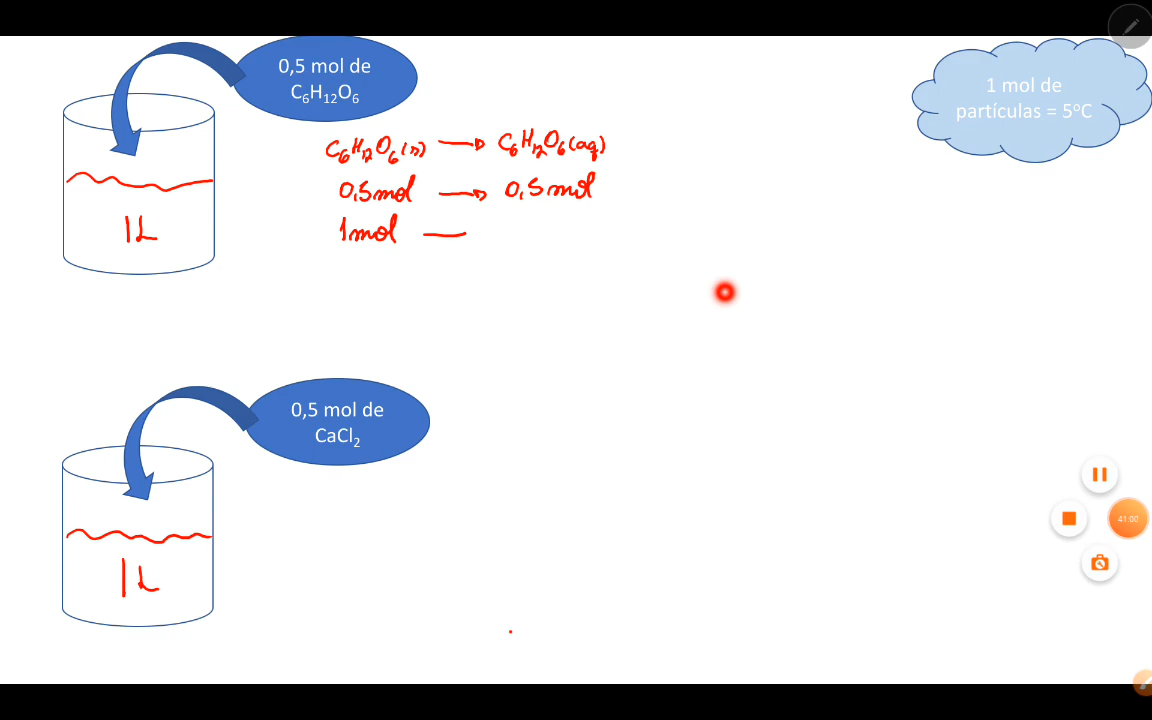 0,5 mol de
C₆H₁₂O₆
1 mol de
partículas = 5ºC
C₆H₁₂O₆(s) → C₆H₁₂O₆(aq)
0,5mol → 0,5mol
1mol —
1L
0,5 mol de
CaCl₂
1L
41:00